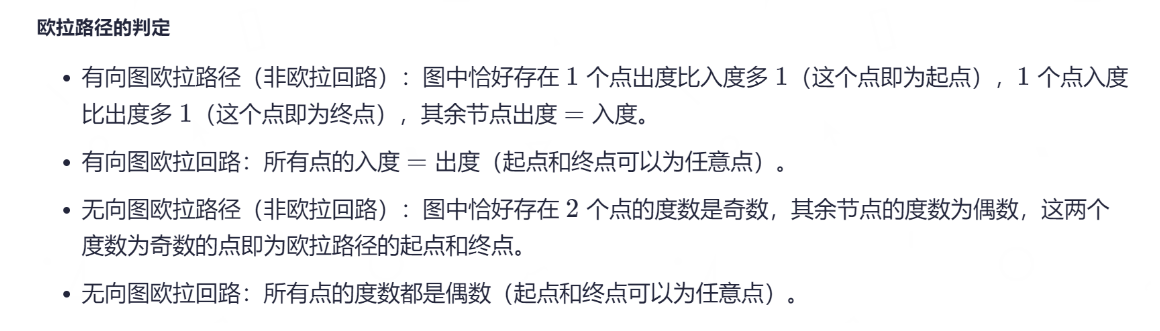 欧拉路径的判定
• 有向图欧拉路径（非欧拉回路）：图中恰好存在 1 个点出度比入度多 1（这个点即为起点），1 个点入度
比出度多 1（这个点即为终点），其余节点出度 = 入度。
• 有向图欧拉回路：所有点的入度 = 出度（起点和终点可以为任意点）。
• 无向图欧拉路径（非欧拉回路）：图中恰好存在 2 个点的度数是奇数，其余节点的度数为偶数，这两个
度数为奇数的点即为欧拉路径的起点和终点。
• 无向图欧拉回路：所有点的度数都是偶数（起点和终点可以为任意点）。